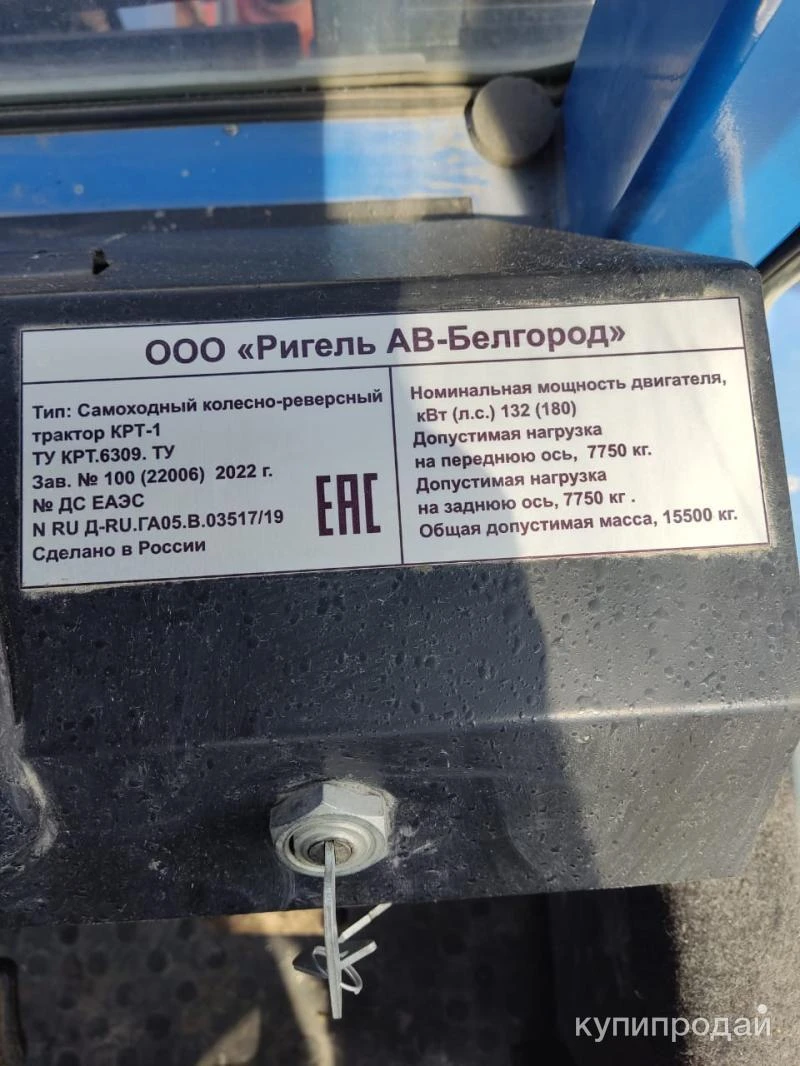 ООО «Ригель АВ-Белгород»
Тип: Самоходный колесно-реверсный
трактор КРТ-1
ТУ КРТ.6309. ТУ
Зав. № 100 (22006) 2022 г.
№ ДС ЕАЭС
N RU Д-RU.ГА05.В.03517/19
Сделано в России
EAC
Номинальная мощность двигателя,
кВт (л.с.) 132 (180)
Допустимая нагрузка
на переднюю ось, 7750 кг.
Допустимая нагрузка
на заднюю ось, 7750 кг .
Общая допустимая масса, 15500 кг.
купипродай